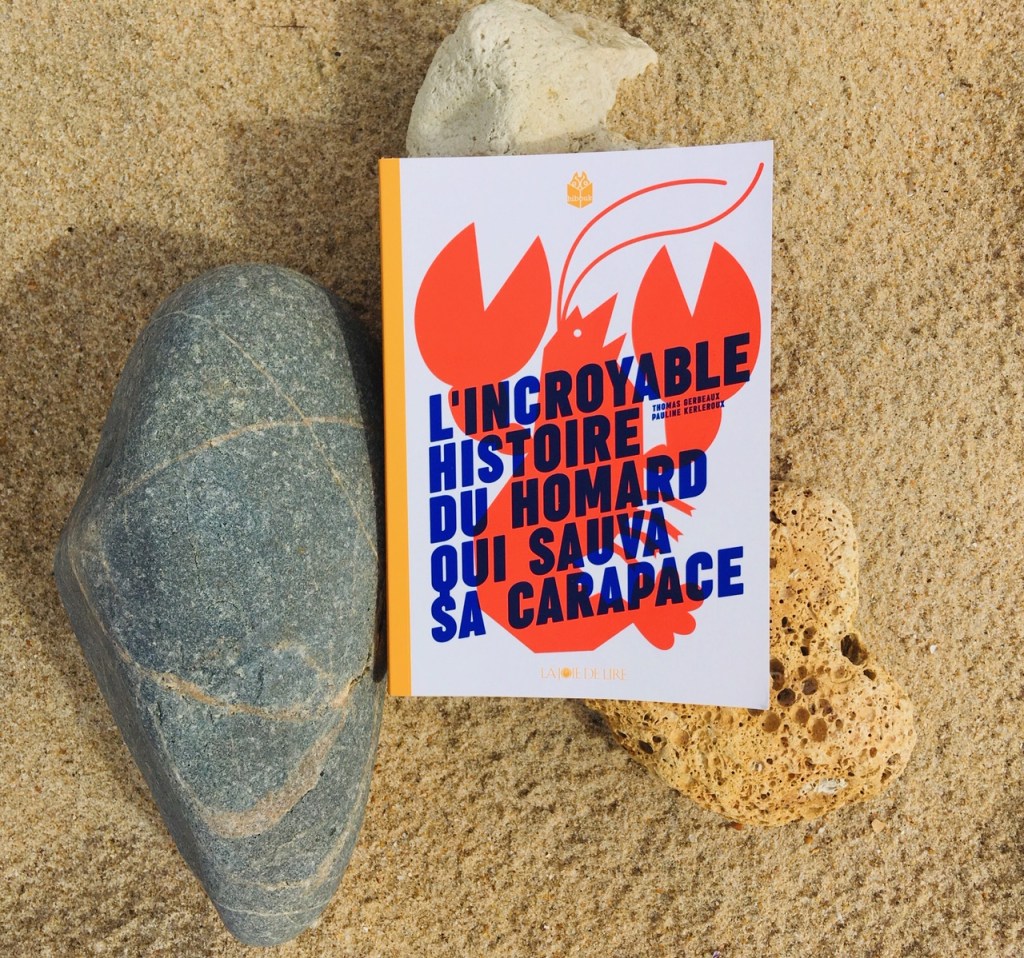 L'INCROYABLE
THOMAS GERBEAUX
PAULINE KERLEROUX
HISTOIRE
DU HOMARD
QUI SAUVA
SA CARAPACE
LA JOIE DE LIRE